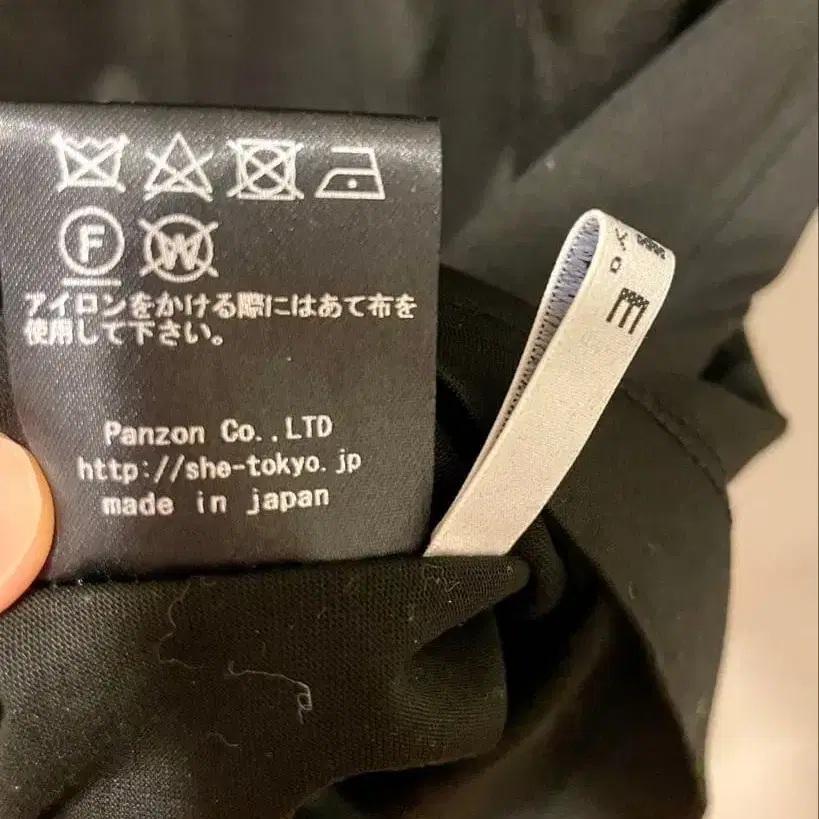 F W
アイロンをかける際にはあて布を
使用して下さい。
Panzon Co.,LTD
http://she-tokyo.jp
made in japan